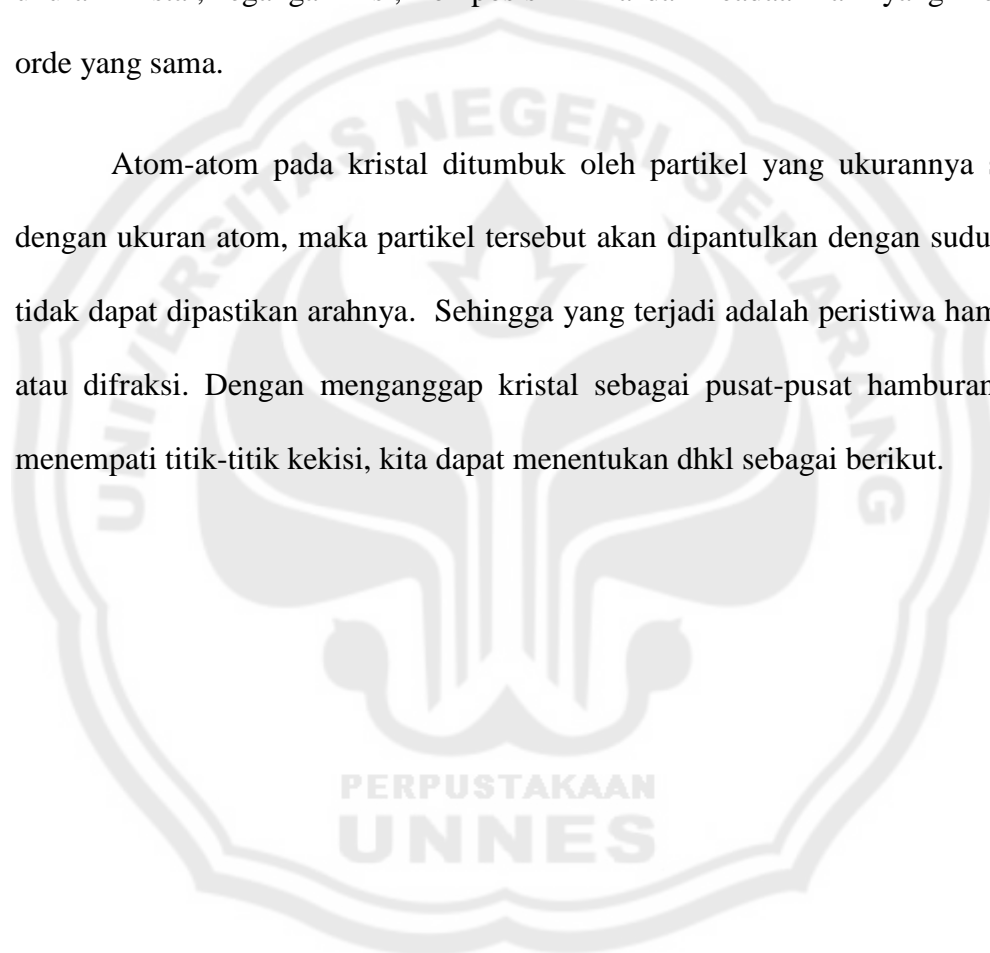 orde yang sama.
Atom-atom pada kristal ditumbuk oleh partikel yang ukurannya
dengan ukuran atom, maka partikel tersebut akan dipantulkan dengan
tidak dapat dipastikan arahnya. Sehingga yang terjadi adalah peristiwa
atau difraksi. Dengan menganggap kristal sebagai pusat-pusat hamburan
menempati titik-titik kekisi, kita dapat menentukan dhkl sebagai berikut.
UNIVERSITAS NEGERI SEMARANG
PERPUSTAKAAN
UNNES